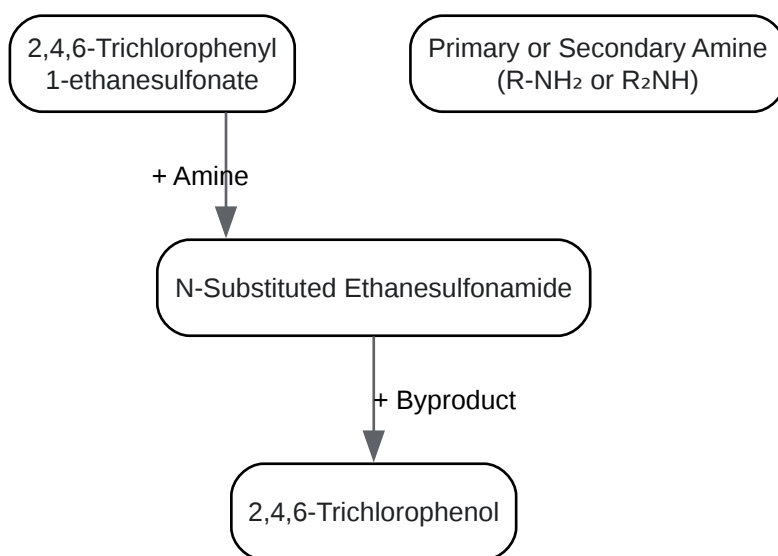 2,4,6-Trichlorophenyl
1-ethanesulfonate
Primary or Secondary Amine
(R-NH₂ or R₂NH)
+ Amine
N-Substituted Ethanesulfonamide
+ Byproduct
2,4,6-Trichlorophenol